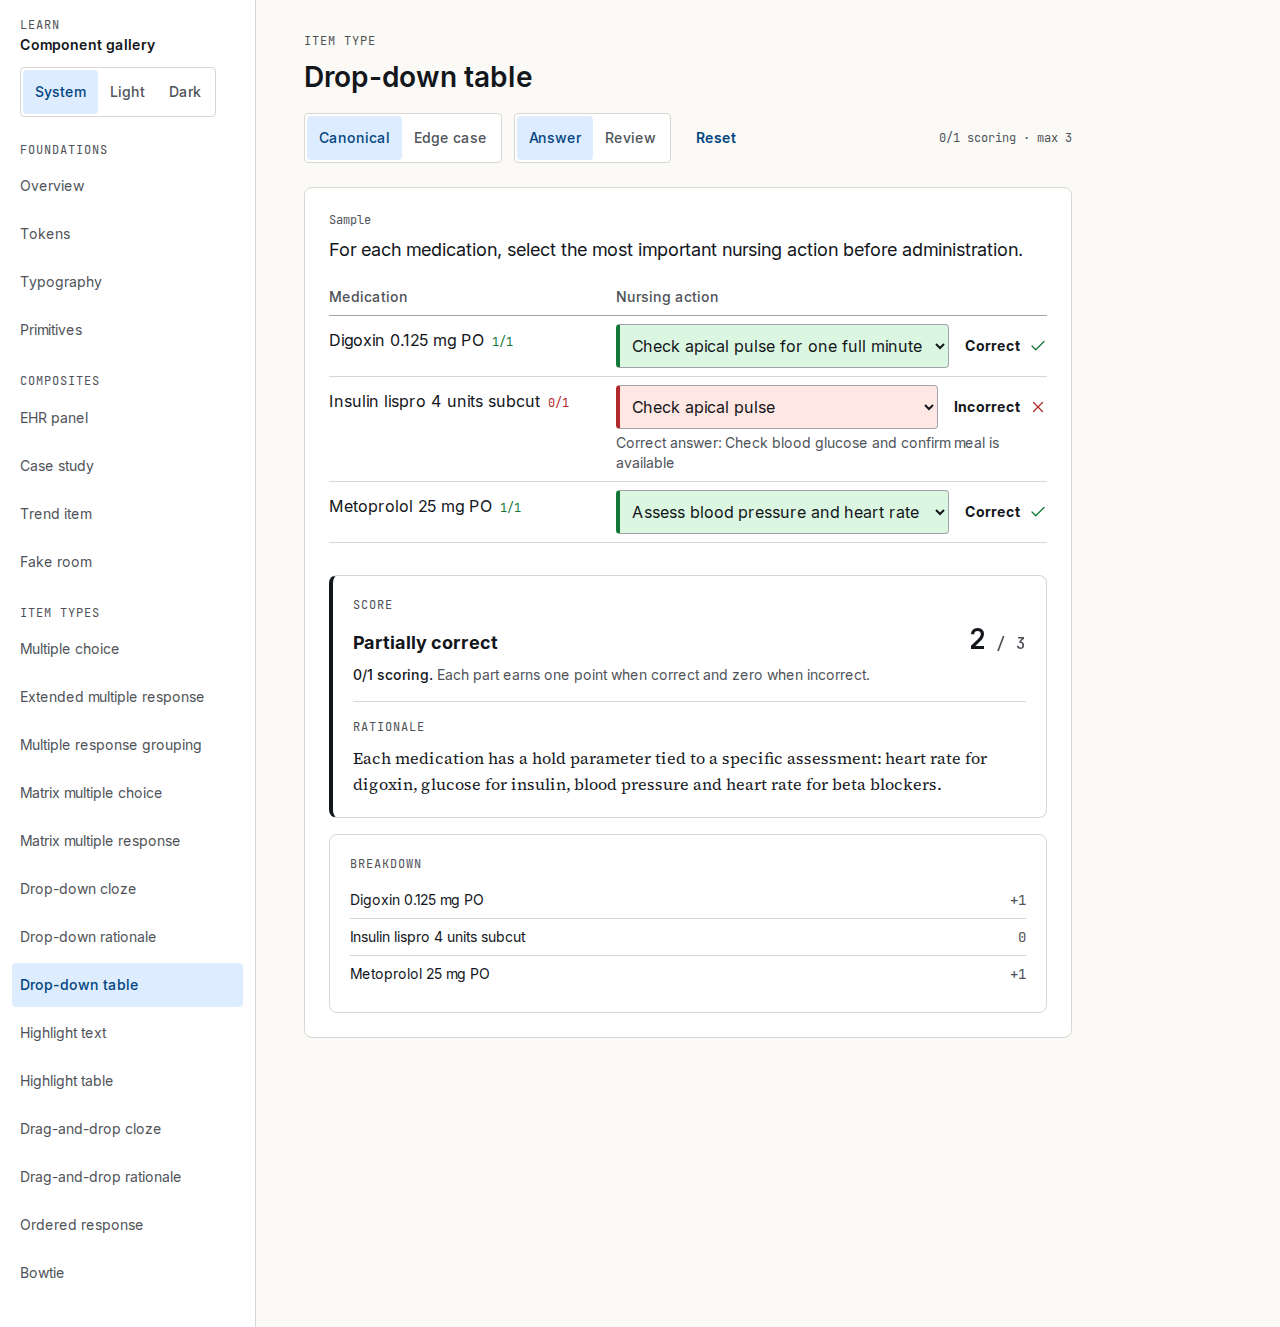 LEARN
Component gallery
System Light Dark
FOUNDATIONS
Overview
Tokens
Typography
Primitives
COMPOSITES
EHR panel
Case study
Trend item
Fake room
ITEM TYPES
Multiple choice
Extended multiple response
Multiple response grouping
Matrix multiple choice
Matrix multiple response
Drop-down cloze
Drop-down rationale
Drop-down table
Highlight text
Highlight table
Drag-and-drop cloze
Drag-and-drop rationale
Ordered response
Bowtie
ITEM TYPE
Drop-down table
Canonical Edge case Answer Review Reset 0/1 scoring · max 3
Sample
For each medication, select the most important nursing action before administration.
Medication Nursing action
Digoxin 0.125 mg PO 1/1 Check apical pulse for one full minute Correct
Insulin lispro 4 units subcut 0/1 Check apical pulse Incorrect
Correct answer: Check blood glucose and confirm meal is
available
Metoprolol 25 mg PO 1/1 Assess blood pressure and heart rate Correct
SCORE
Partially correct 2 / 3
0/1 scoring. Each part earns one point when correct and zero when incorrect.
RATIONALE
Each medication has a hold parameter tied to a specific assessment: heart rate for
digoxin, glucose for insulin, blood pressure and heart rate for beta blockers.
BREAKDOWN
Digoxin 0.125 mg PO +1
Insulin lispro 4 units subcut 0
Metoprolol 25 mg PO +1